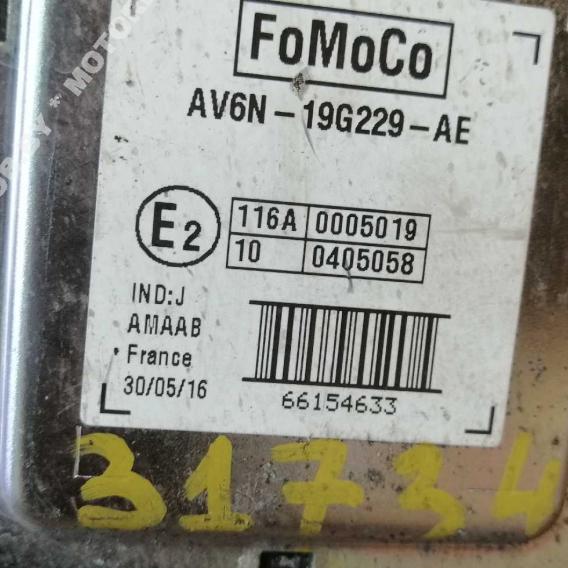 FoMoCo
AV6N-19G229-AE
E2
116A 0005019
10 0405058
IND:J
AMAAB
France
30/05/16
66154633
31734